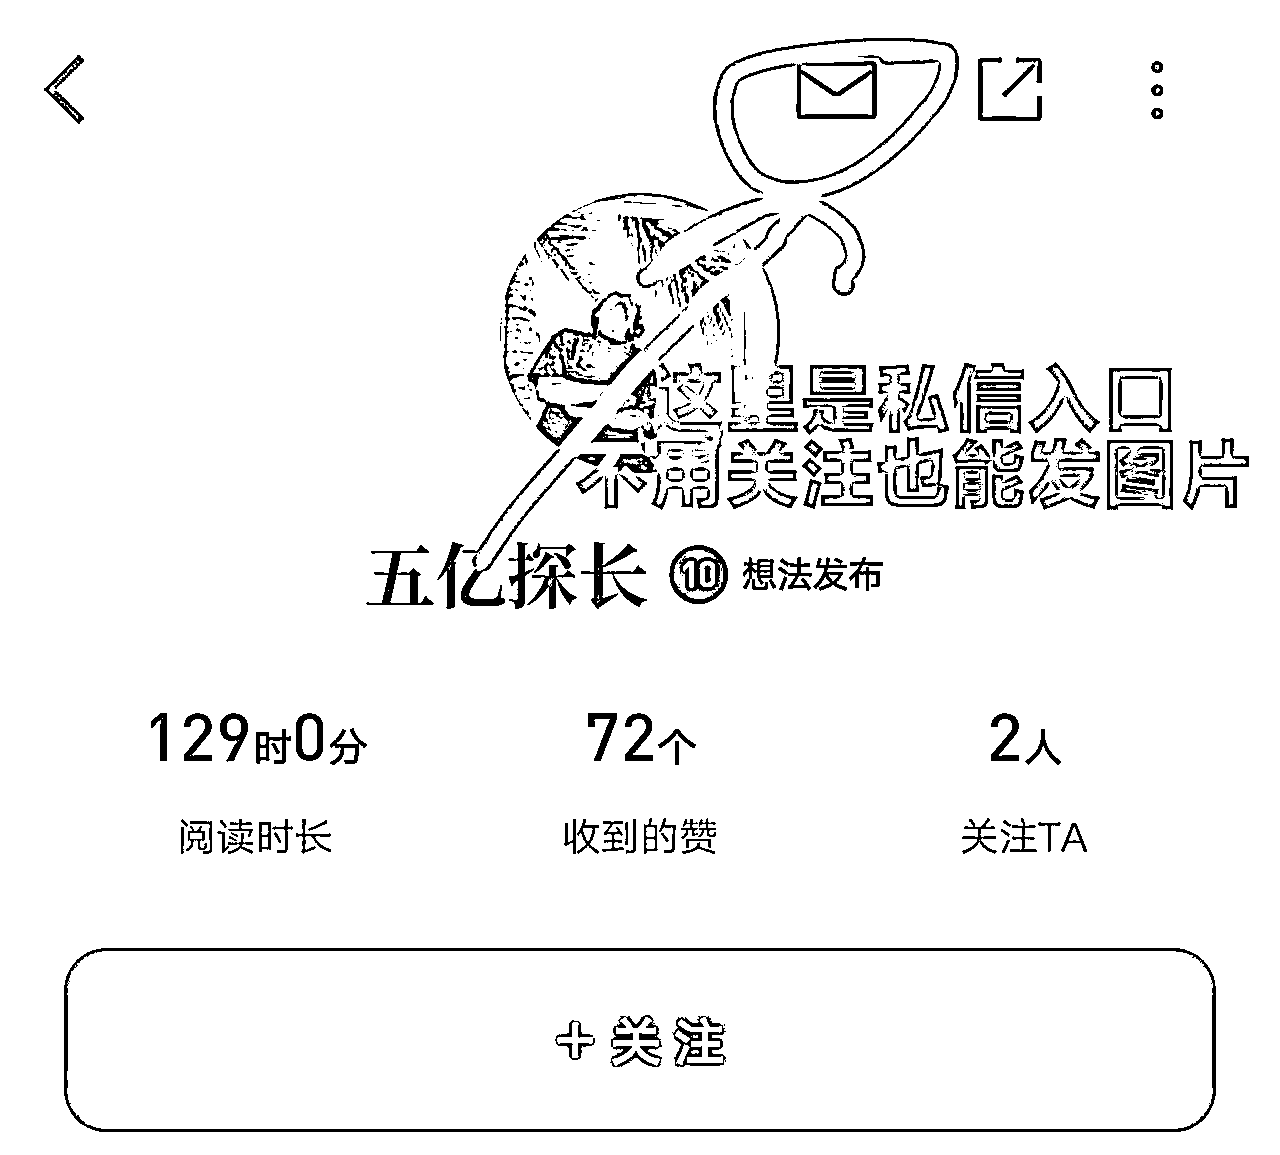 这里是私信入口
不用关注也能发图片
五亿探长 10 想法发布
129时0分 72个 2人
阅读时长 收到的赞 关注TA
+ 关注